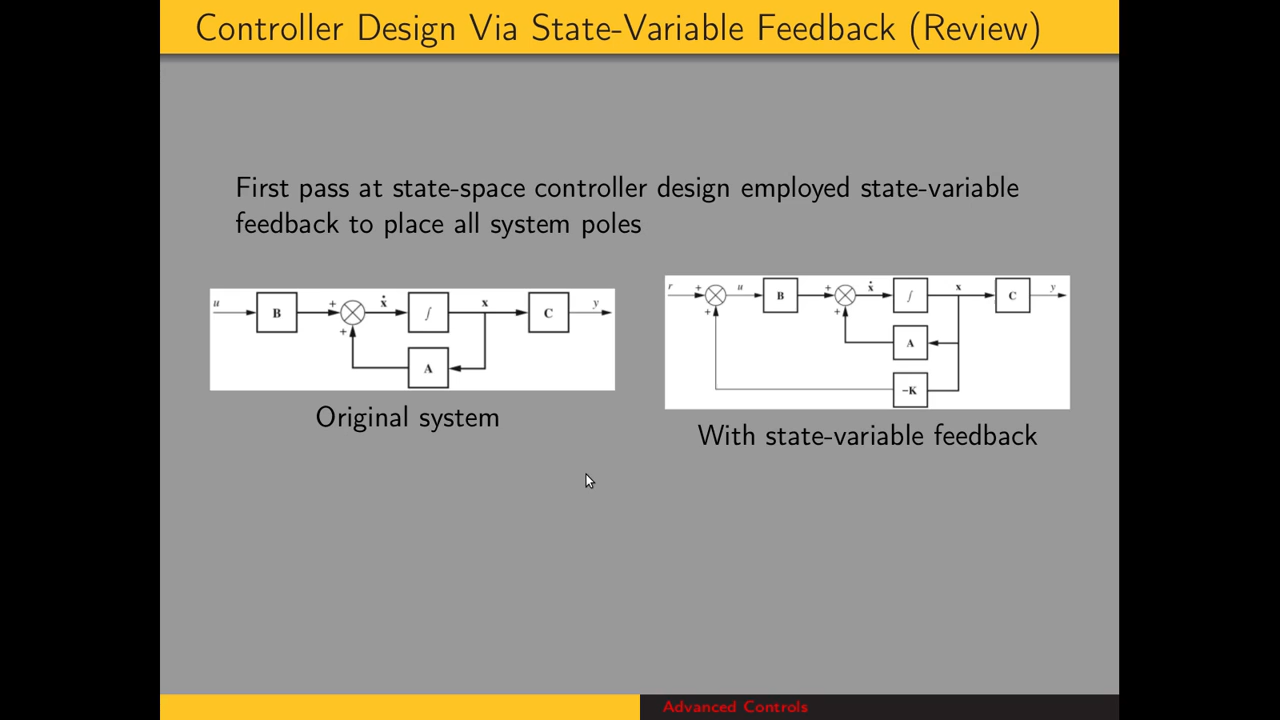 Controller Design Via State-Variable Feedback (Review)
First pass at state-space controller design employed state-variable
feedback to place all system poles
u B + + ẋ ∫ x C y
A
Original system
r + + u B + + ẋ ∫ x C y
A
−K
With state-variable feedback
Advanced Controls